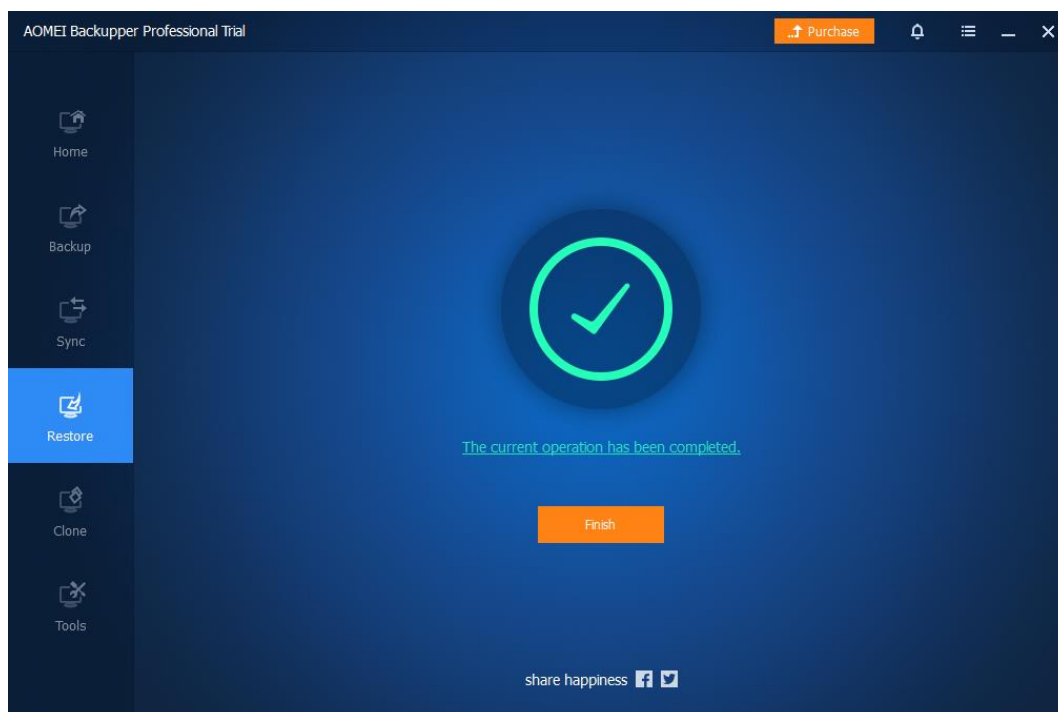 AOMEI Backupper Professional Trial
Purchase
Home
Backup
Sync
Restore
Clone
Tools
The current operation has been completed.
Finish
share happiness